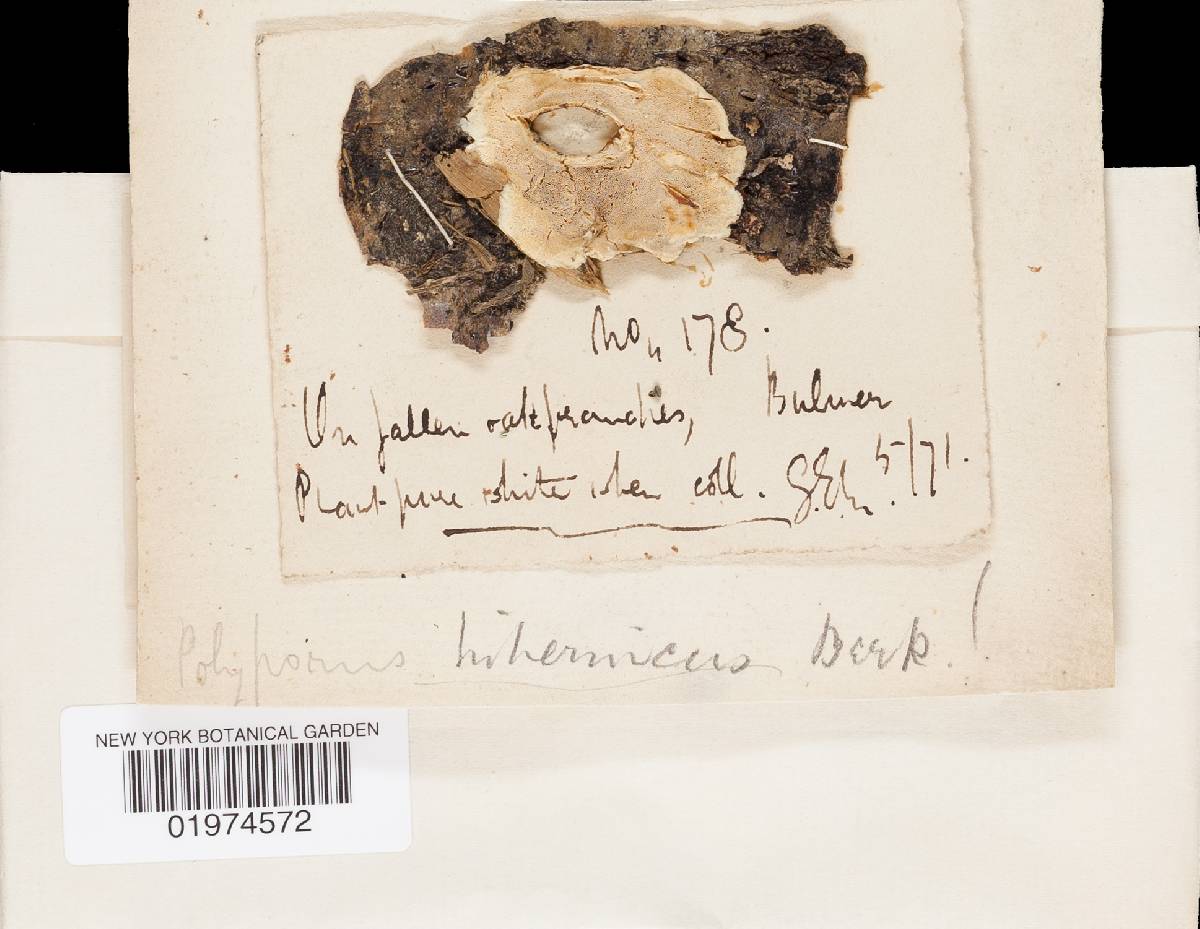 No, 178.
On fallen oak branches, Bulmer
Plant pure white when coll. 5/71.
Polyporus hibernicus Berk!
NEW YORK BOTANICAL GARDEN
01974572